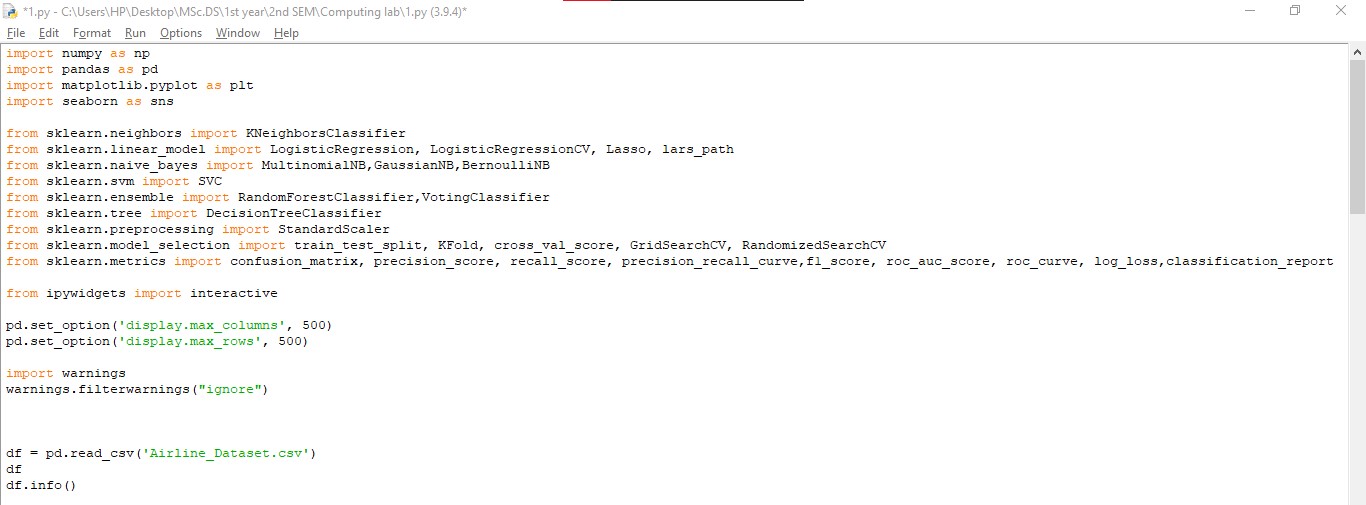 *1.py - C:\Users\HP\Desktop\MSc.DS\1st year\2nd SEM\Computing lab\1.py (3.9.4)*
File Edit Format Run Options Window Help
import numpy as np
import pandas as pd
import matplotlib.pyplot as plt
import seaborn as sns
from sklearn.neighbors import KNeighborsClassifier
from sklearn.linear_model import LogisticRegression, LogisticRegressionCV, Lasso, lars_path
from sklearn.naive_bayes import MultinomialNB,GaussianNB,BernoulliNB
from sklearn.svm import SVC
from sklearn.ensemble import RandomForestClassifier,VotingClassifier
from sklearn.tree import DecisionTreeClassifier
from sklearn.preprocessing import StandardScaler
from sklearn.model_selection import train_test_split, KFold, cross_val_score, GridSearchCV, RandomizedSearchCV
from sklearn.metrics import confusion_matrix, precision_score, recall_score, precision_recall_curve,f1_score, roc_auc_score, roc_curve, log_loss,classification_report
from ipywidgets import interactive
pd.set_option('display.max_columns', 500)
pd.set_option('display.max_rows', 500)
import warnings
warnings.filterwarnings("ignore")
df = pd.read_csv('Airline_Dataset.csv')
df
df.info()